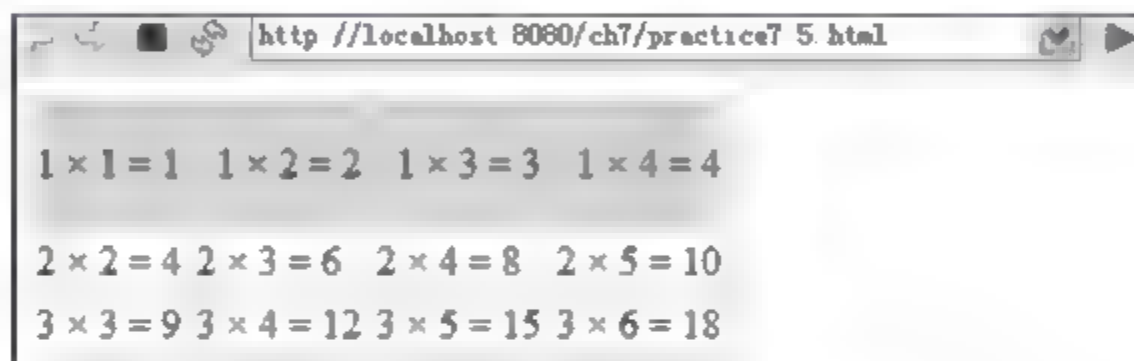 http //localhost 8080/ch7/practice7 5. html
1 × 1 = 1 1 × 2 = 2 1 × 3 = 3 1 × 4 = 4
2 × 2 = 4 2 × 3 = 6 2 × 4 = 8 2 × 5 = 10
3 × 3 = 9 3 × 4 = 12 3 × 5 = 15 3 × 6 = 18